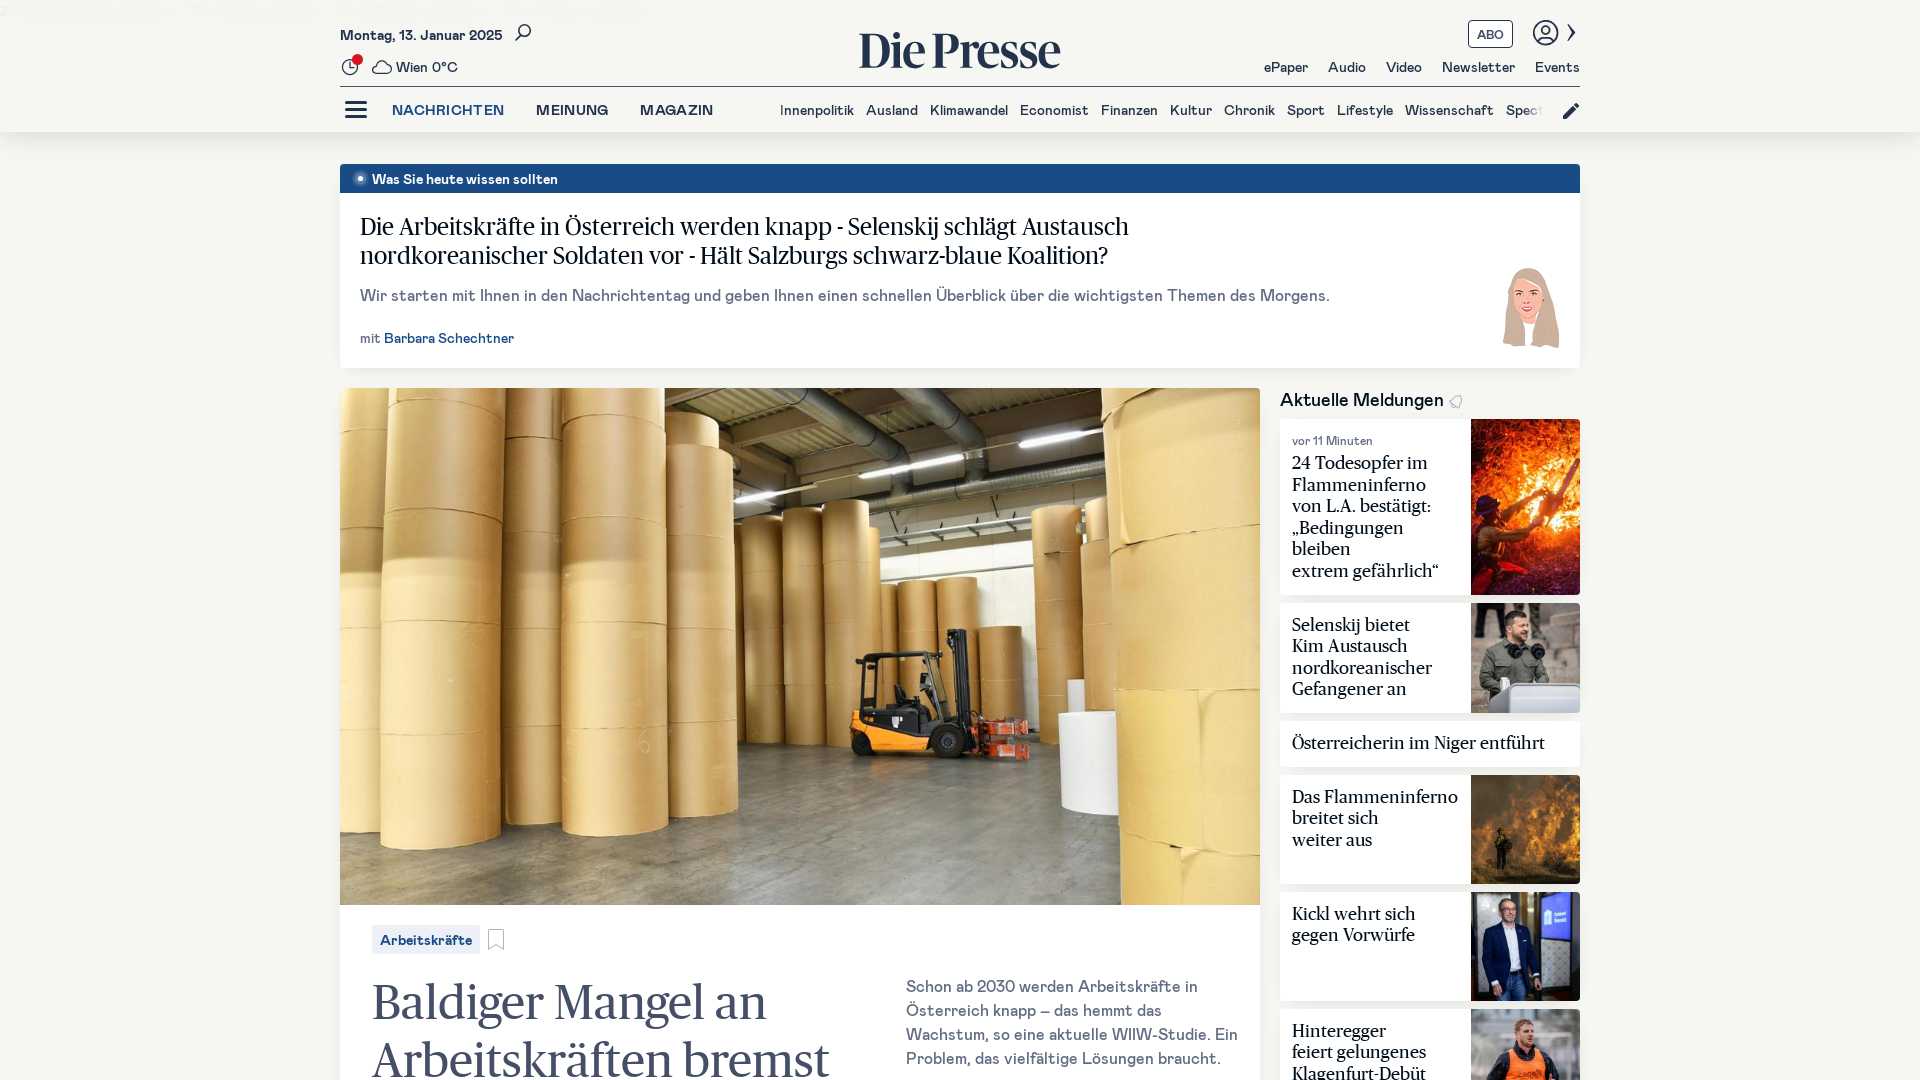 Montag, 13. Januar 2025
Wien 0°C
Die Presse
ABO
ePaper Audio Video Newsletter Events
NACHRICHTEN MEINUNG MAGAZIN
Innenpolitik Ausland Klimawandel Economist Finanzen Kultur Chronik Sport Lifestyle Wissenschaft Spect
Was Sie heute wissen sollten
Die Arbeitskräfte in Österreich werden knapp - Selenskij schlägt Austausch
nordkoreanischer Soldaten vor - Hält Salzburgs schwarz-blaue Koalition?
Wir starten mit Ihnen in den Nachrichtentag und geben Ihnen einen schnellen Überblick über die wichtigsten Themen des Morgens.
mit Barbara Schechtner
Arbeitskräfte
Baldiger Mangel an
Arbeitskräften bremst
Schon ab 2030 werden Arbeitskräfte in
Österreich knapp – das hemmt das
Wachstum, so eine aktuelle WIIW-Studie. Ein
Problem, das vielfältige Lösungen braucht.
Aktuelle Meldungen
vor 11 Minuten
24 Todesopfer im
Flammeninferno
von L.A. bestätigt:
„Bedingungen
bleiben
extrem gefährlich“
Selenskij bietet
Kim Austausch
nordkoreanischer
Gefangener an
Österreicherin im Niger entführt
Das Flammeninferno
breitet sich
weiter aus
Kickl wehrt sich
gegen Vorwürfe
Hinteregger
feiert gelungenes
Klagenfurt-Debüt